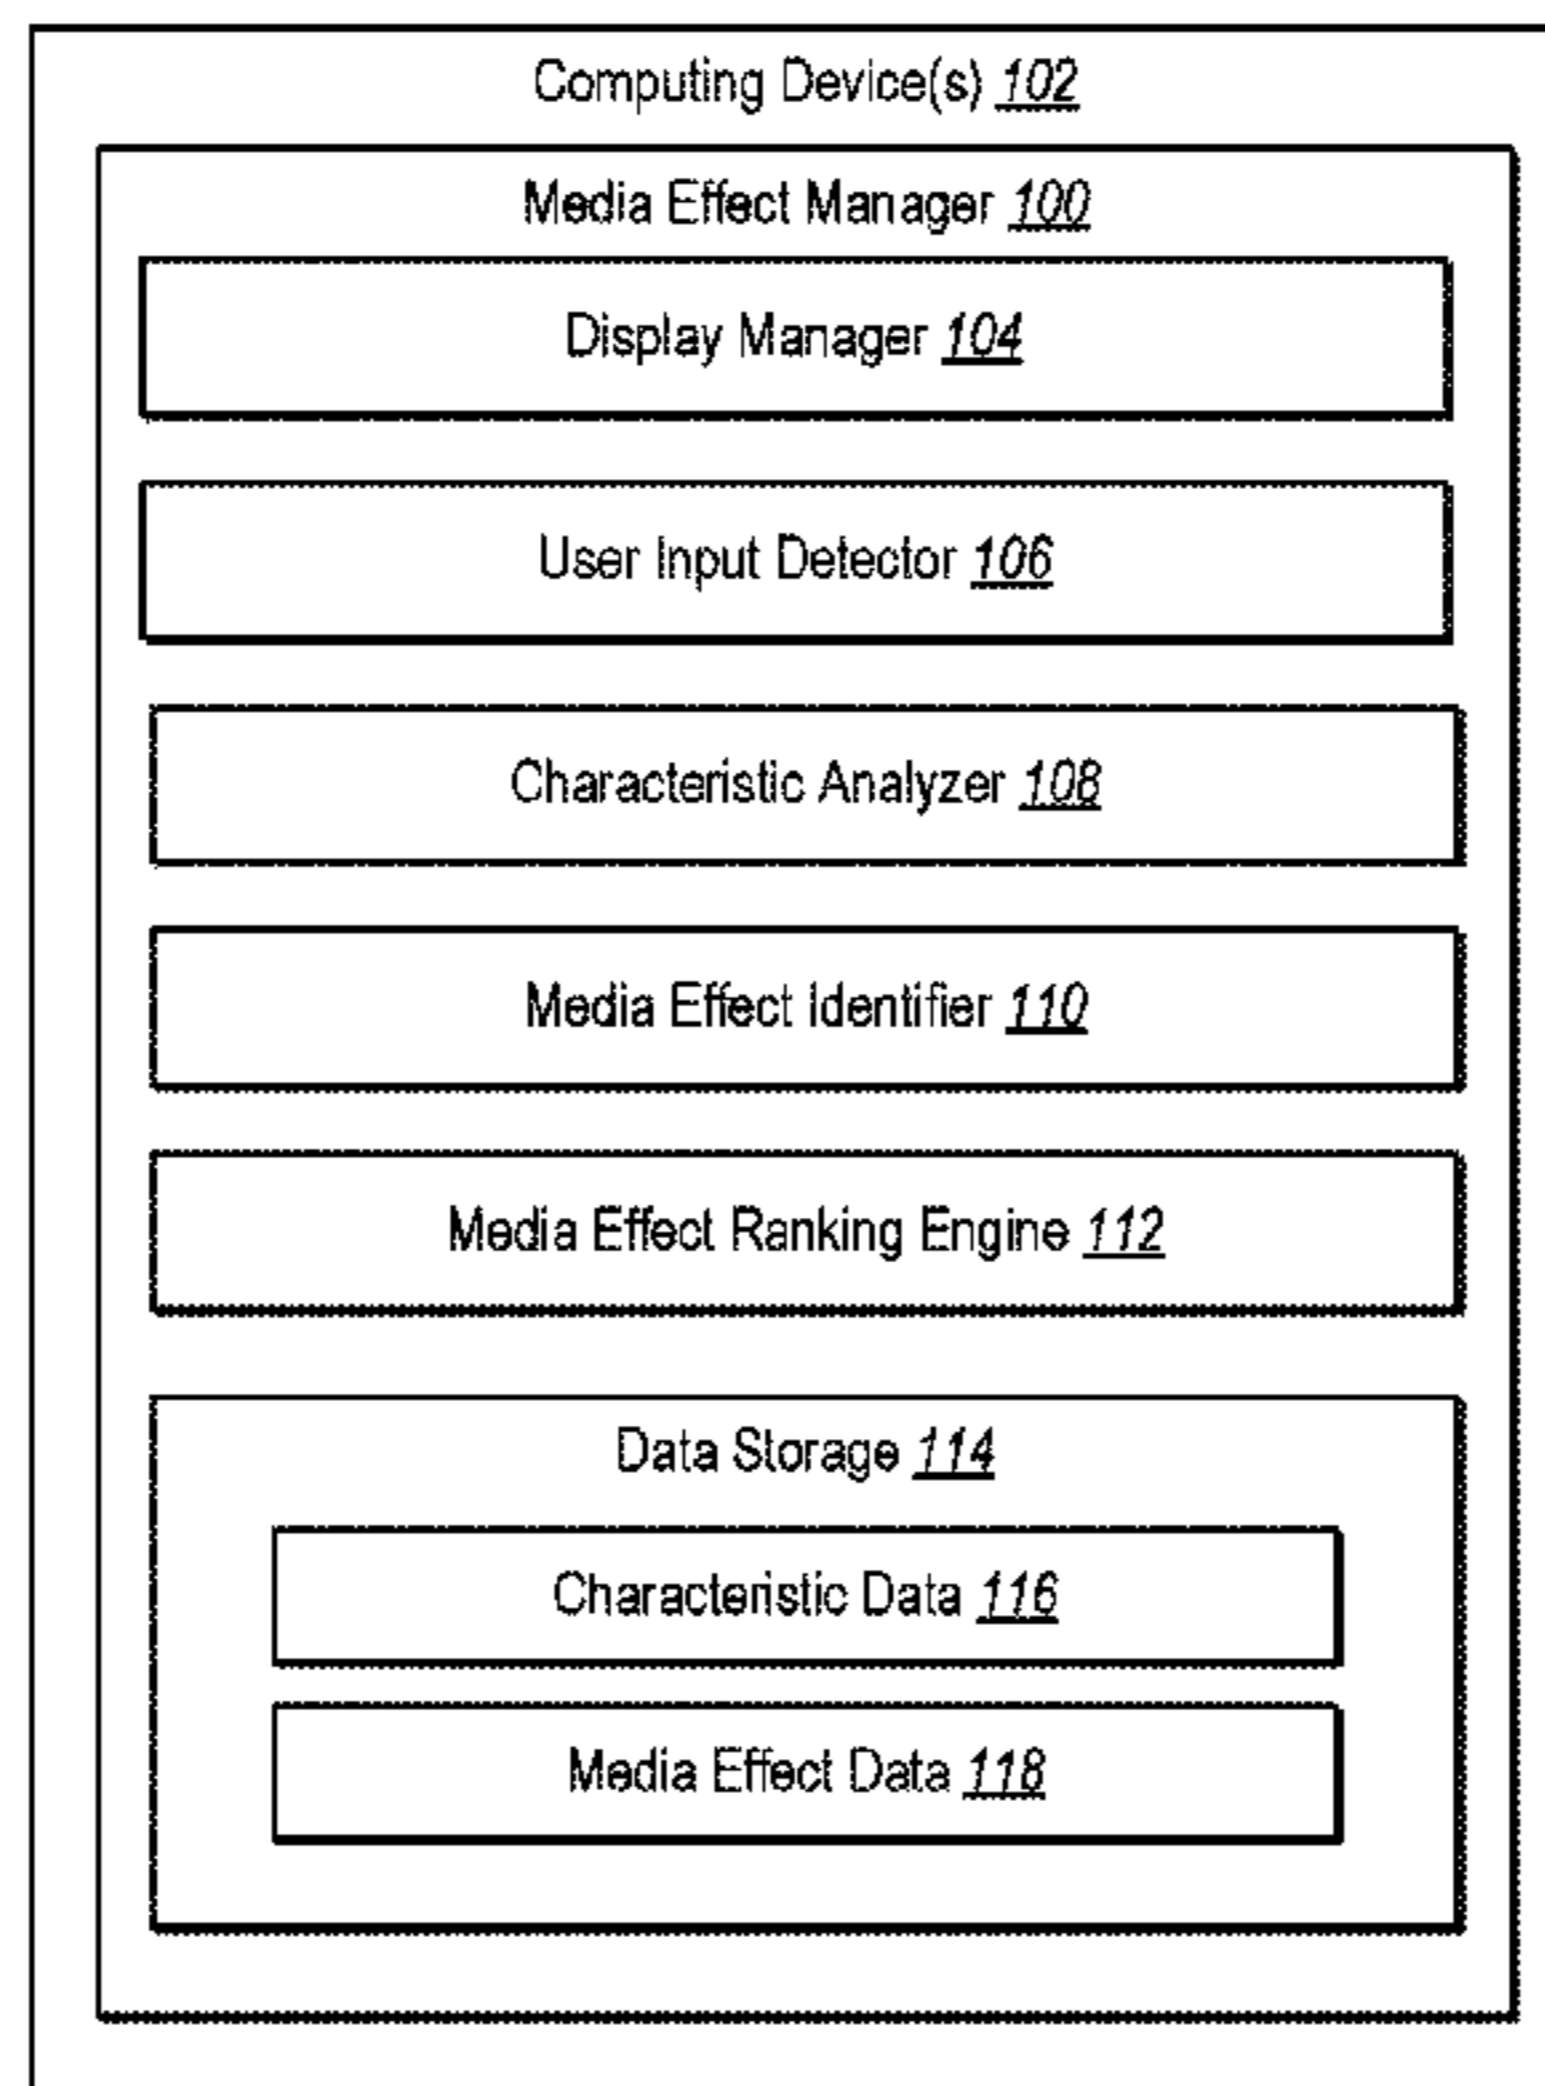 Computing Device(s) 102
Media Effect Manager 100
Display Manager 104
User Input Detector 106
Characteristic Analyzer 108
Media Effect Identifier 110
Media Effect Ranking Engine 112
Data Storage 114
Characteristic Data 116
Media Effect Data 118